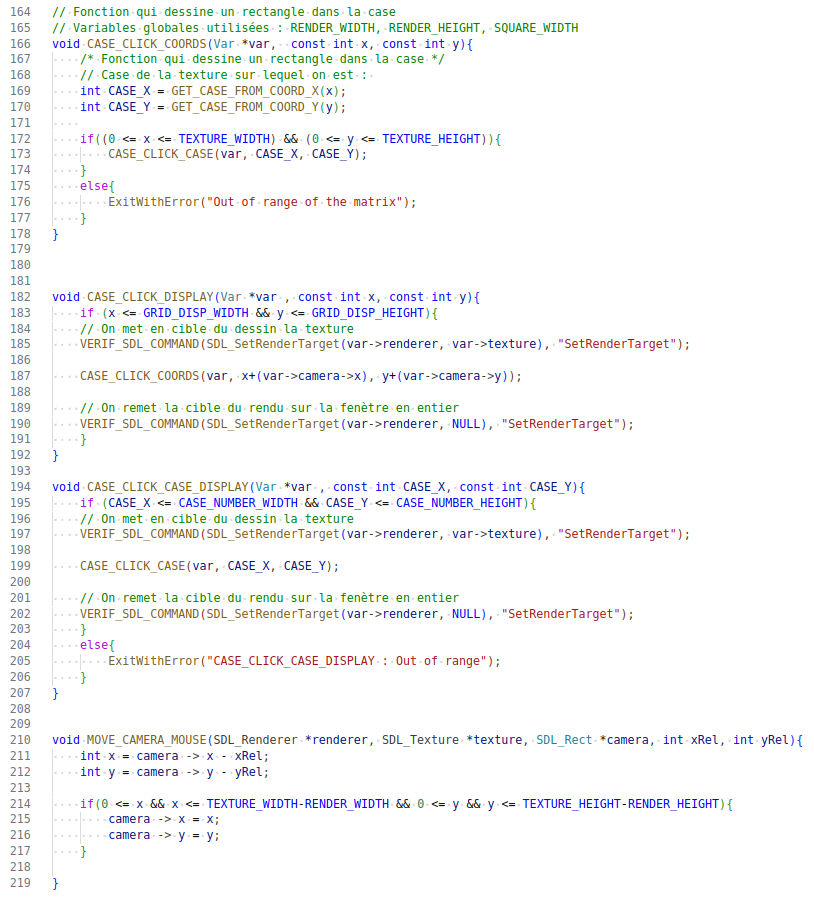 164 // Fonction qui dessine un rectangle dans la case
165 // Variables globales utilisées : RENDER_WIDTH, RENDER_HEIGHT, SQUARE_WIDTH
166 void CASE_CLICK_COORDS(Var *var,  const int x, const int y){
167     /* Fonction qui dessine un rectangle dans la case */
168     // Case de la texture sur lequel on est :
169     int CASE_X = GET_CASE_FROM_COORD_X(x);
170     int CASE_Y = GET_CASE_FROM_COORD_Y(y);
171
172     if((0 <= x <= TEXTURE_WIDTH) && (0 <= y <= TEXTURE_HEIGHT)){
173         CASE_CLICK_CASE(var, CASE_X, CASE_Y);
174     }
175     else{
176         ExitWithError("Out of range of the matrix");
177     }
178 }
179
180
181
182 void CASE_CLICK_DISPLAY(Var *var , const int x, const int y){
183     if (x <= GRID_DISP_WIDTH && y <= GRID_DISP_HEIGHT){
184     // On met en cible du dessin la texture
185     VERIF_SDL_COMMAND(SDL_SetRenderTarget(var->renderer, var->texture), "SetRenderTarget");
186
187     CASE_CLICK_COORDS(var, x+(var->camera->x), y+(var->camera->y));
188
189     // On remet la cible du rendu sur la fenètre en entier
190     VERIF_SDL_COMMAND(SDL_SetRenderTarget(var->renderer, NULL), "SetRenderTarget");
191     }
192 }
193
194 void CASE_CLICK_CASE_DISPLAY(Var *var , const int CASE_X, const int CASE_Y){
195     if (CASE_X <= CASE_NUMBER_WIDTH && CASE_Y <= CASE_NUMBER_HEIGHT){
196     // On met en cible du dessin la texture
197     VERIF_SDL_COMMAND(SDL_SetRenderTarget(var->renderer, var->texture), "SetRenderTarget");
198
199     CASE_CLICK_CASE(var, CASE_X, CASE_Y);
200
201     // On remet la cible du rendu sur la fenètre en entier
202     VERIF_SDL_COMMAND(SDL_SetRenderTarget(var->renderer, NULL), "SetRenderTarget");
203     }
204     else{
205         ExitWithError("CASE_CLICK_CASE_DISPLAY : Out of range");
206     }
207 }
208
209
210 void MOVE_CAMERA_MOUSE(SDL_Renderer *renderer, SDL_Texture *texture, SDL_Rect *camera, int xRel, int yRel){
211     int x = camera -> x - xRel;
212     int y = camera -> y - yRel;
213
214     if(0 <= x && x <= TEXTURE_WIDTH-RENDER_WIDTH && 0 <= y && y <= TEXTURE_HEIGHT-RENDER_HEIGHT){
215         camera -> x = x;
216         camera -> y = y;
217     }
218
219 }